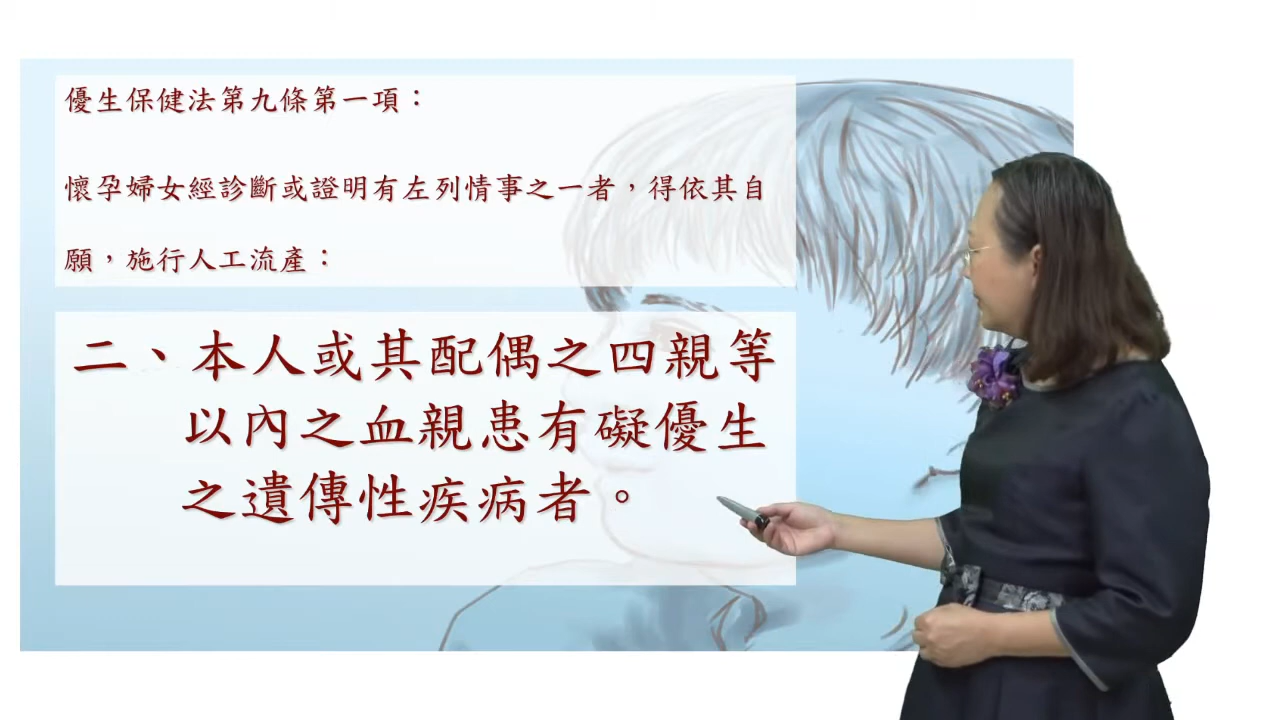 優生保健法第九條第一項：
懷孕婦女經診斷或證明有左列情事之一者，得依其自
願，施行人工流產：
二、本人或其配偶之四親等
以內之血親患有礙優生
之遺傳性疾病者。